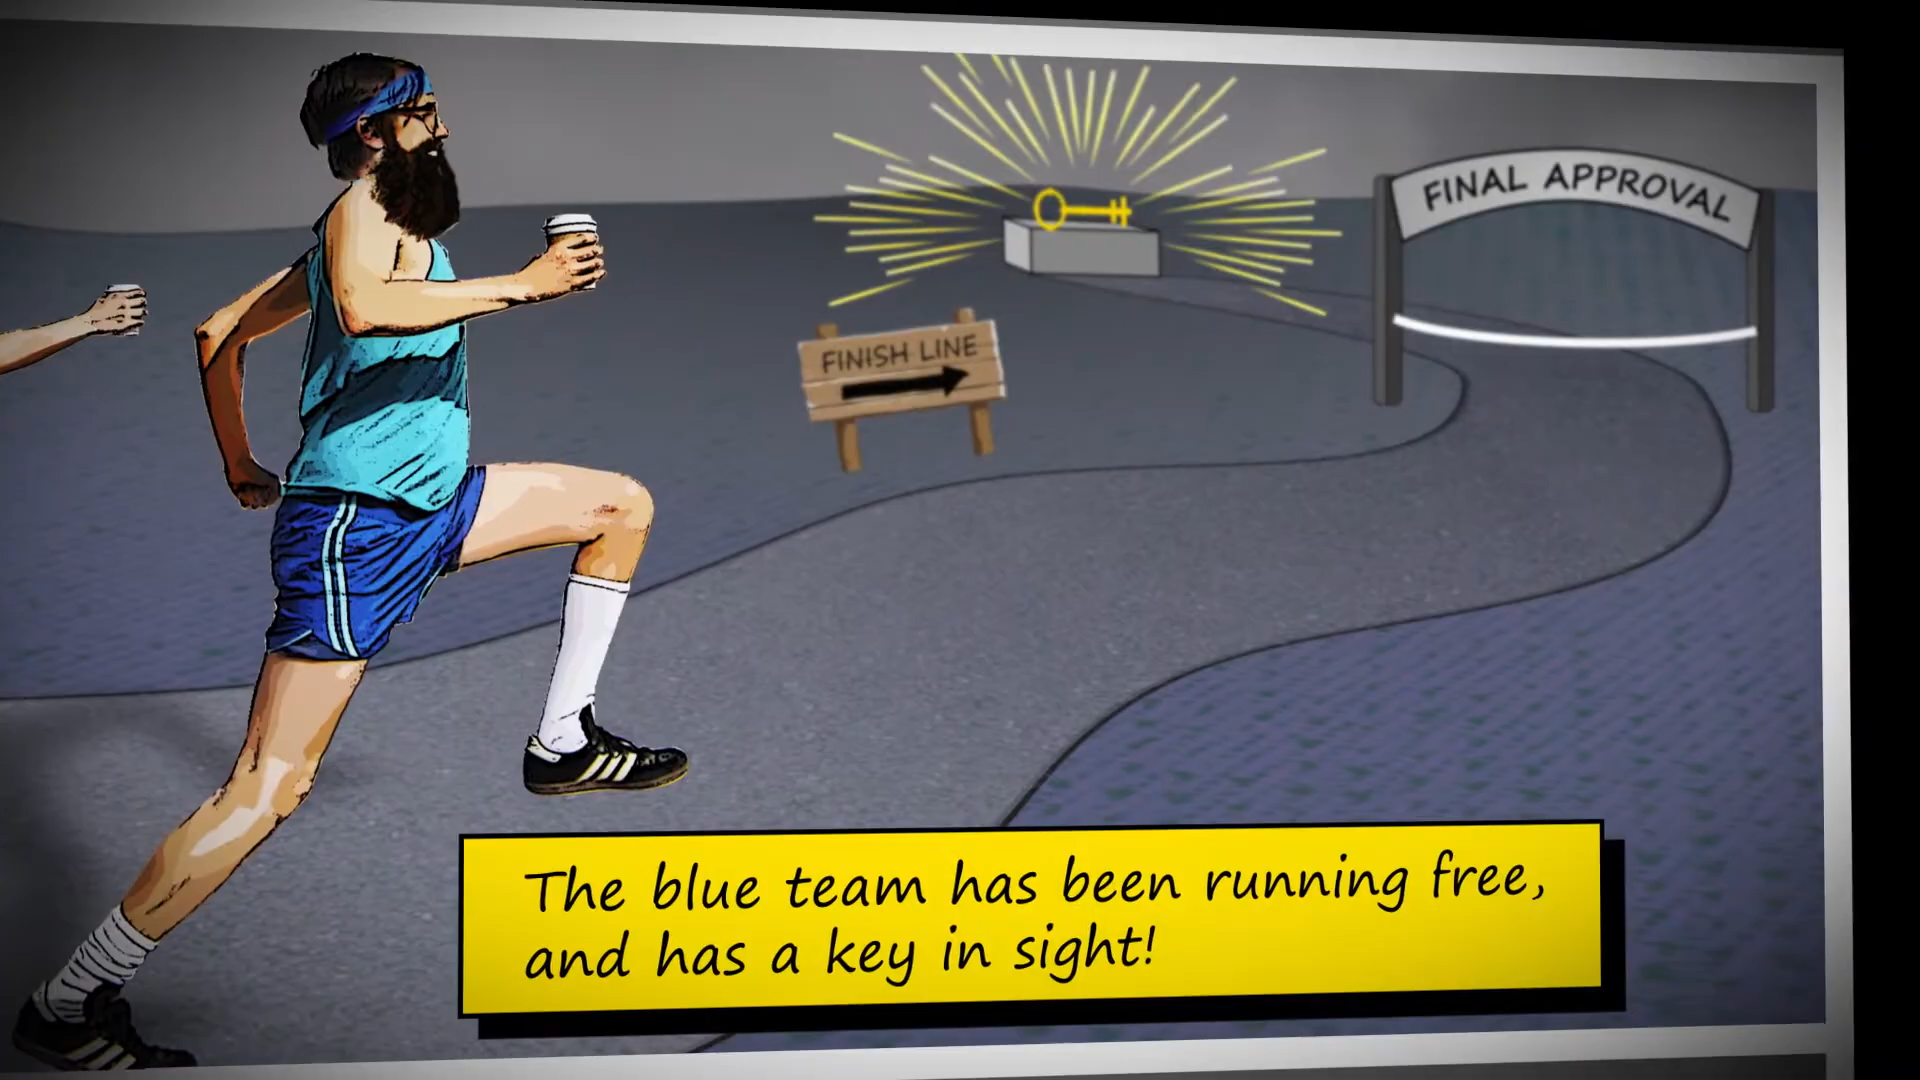 FINAL APPROVAL
FINISH LINE
The blue team has been running free,
and has a key in sight!